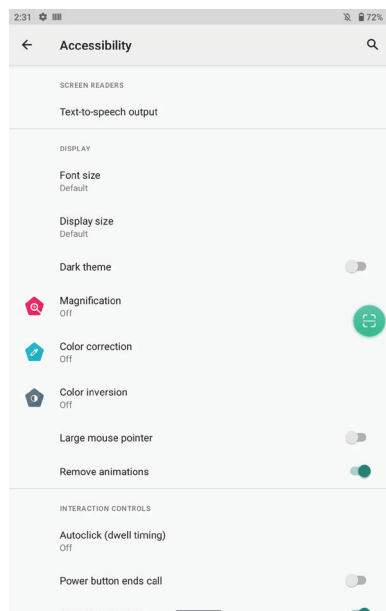 2:31
72%
Accessibility
SCREEN READERS
Text-to-speech output
DISPLAY
Font size
Default
Display size
Default
Dark theme
Magnification
Off
Color correction
Off
Color inversion
Off
Large mouse pointer
Remove animations
INTERACTION CONTROLS
Autoclick (dwell timing)
Off
Power button ends call